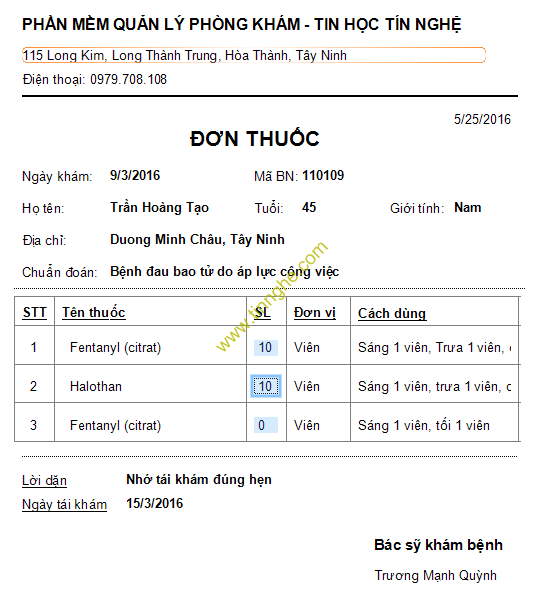 PHẦN MỀM QUẢN LÝ PHÒNG KHÁM - TIN HỌC TÍN NGHỆ
115 Long Kim, Long Thành Trung, Hòa Thành, Tây Ninh
Điện thoại: 0979.708.108
5/25/2016
ĐƠN THUỐC
Ngày khám: 9/3/2016 Mã BN: 110109
Họ tên: Trần Hoàng Tạo Tuổi: 45 Giới tính: Nam
Địa chỉ: Duong Minh Châu, Tây Ninh
Chuẩn đoán: Bệnh đau bao tử do áp lực công việc
www.tinnghe.com
STT Tên thuốc SL Đơn vị Cách dùng
1 Fentanyl (citrat) 10 Viên Sáng 1 viên, Trưa 1 viên,
2 Halothan 10 Viên Sáng 1 viên, trưa 1 viên,
3 Fentanyl (citrat) 0 Viên Sáng 1 viên, tối 1 viên
Lời dặn Nhớ tái khám đúng hẹn
Ngày tái khám 15/3/2016
Bác sỹ khám bệnh
Trương Mạnh Quỳnh